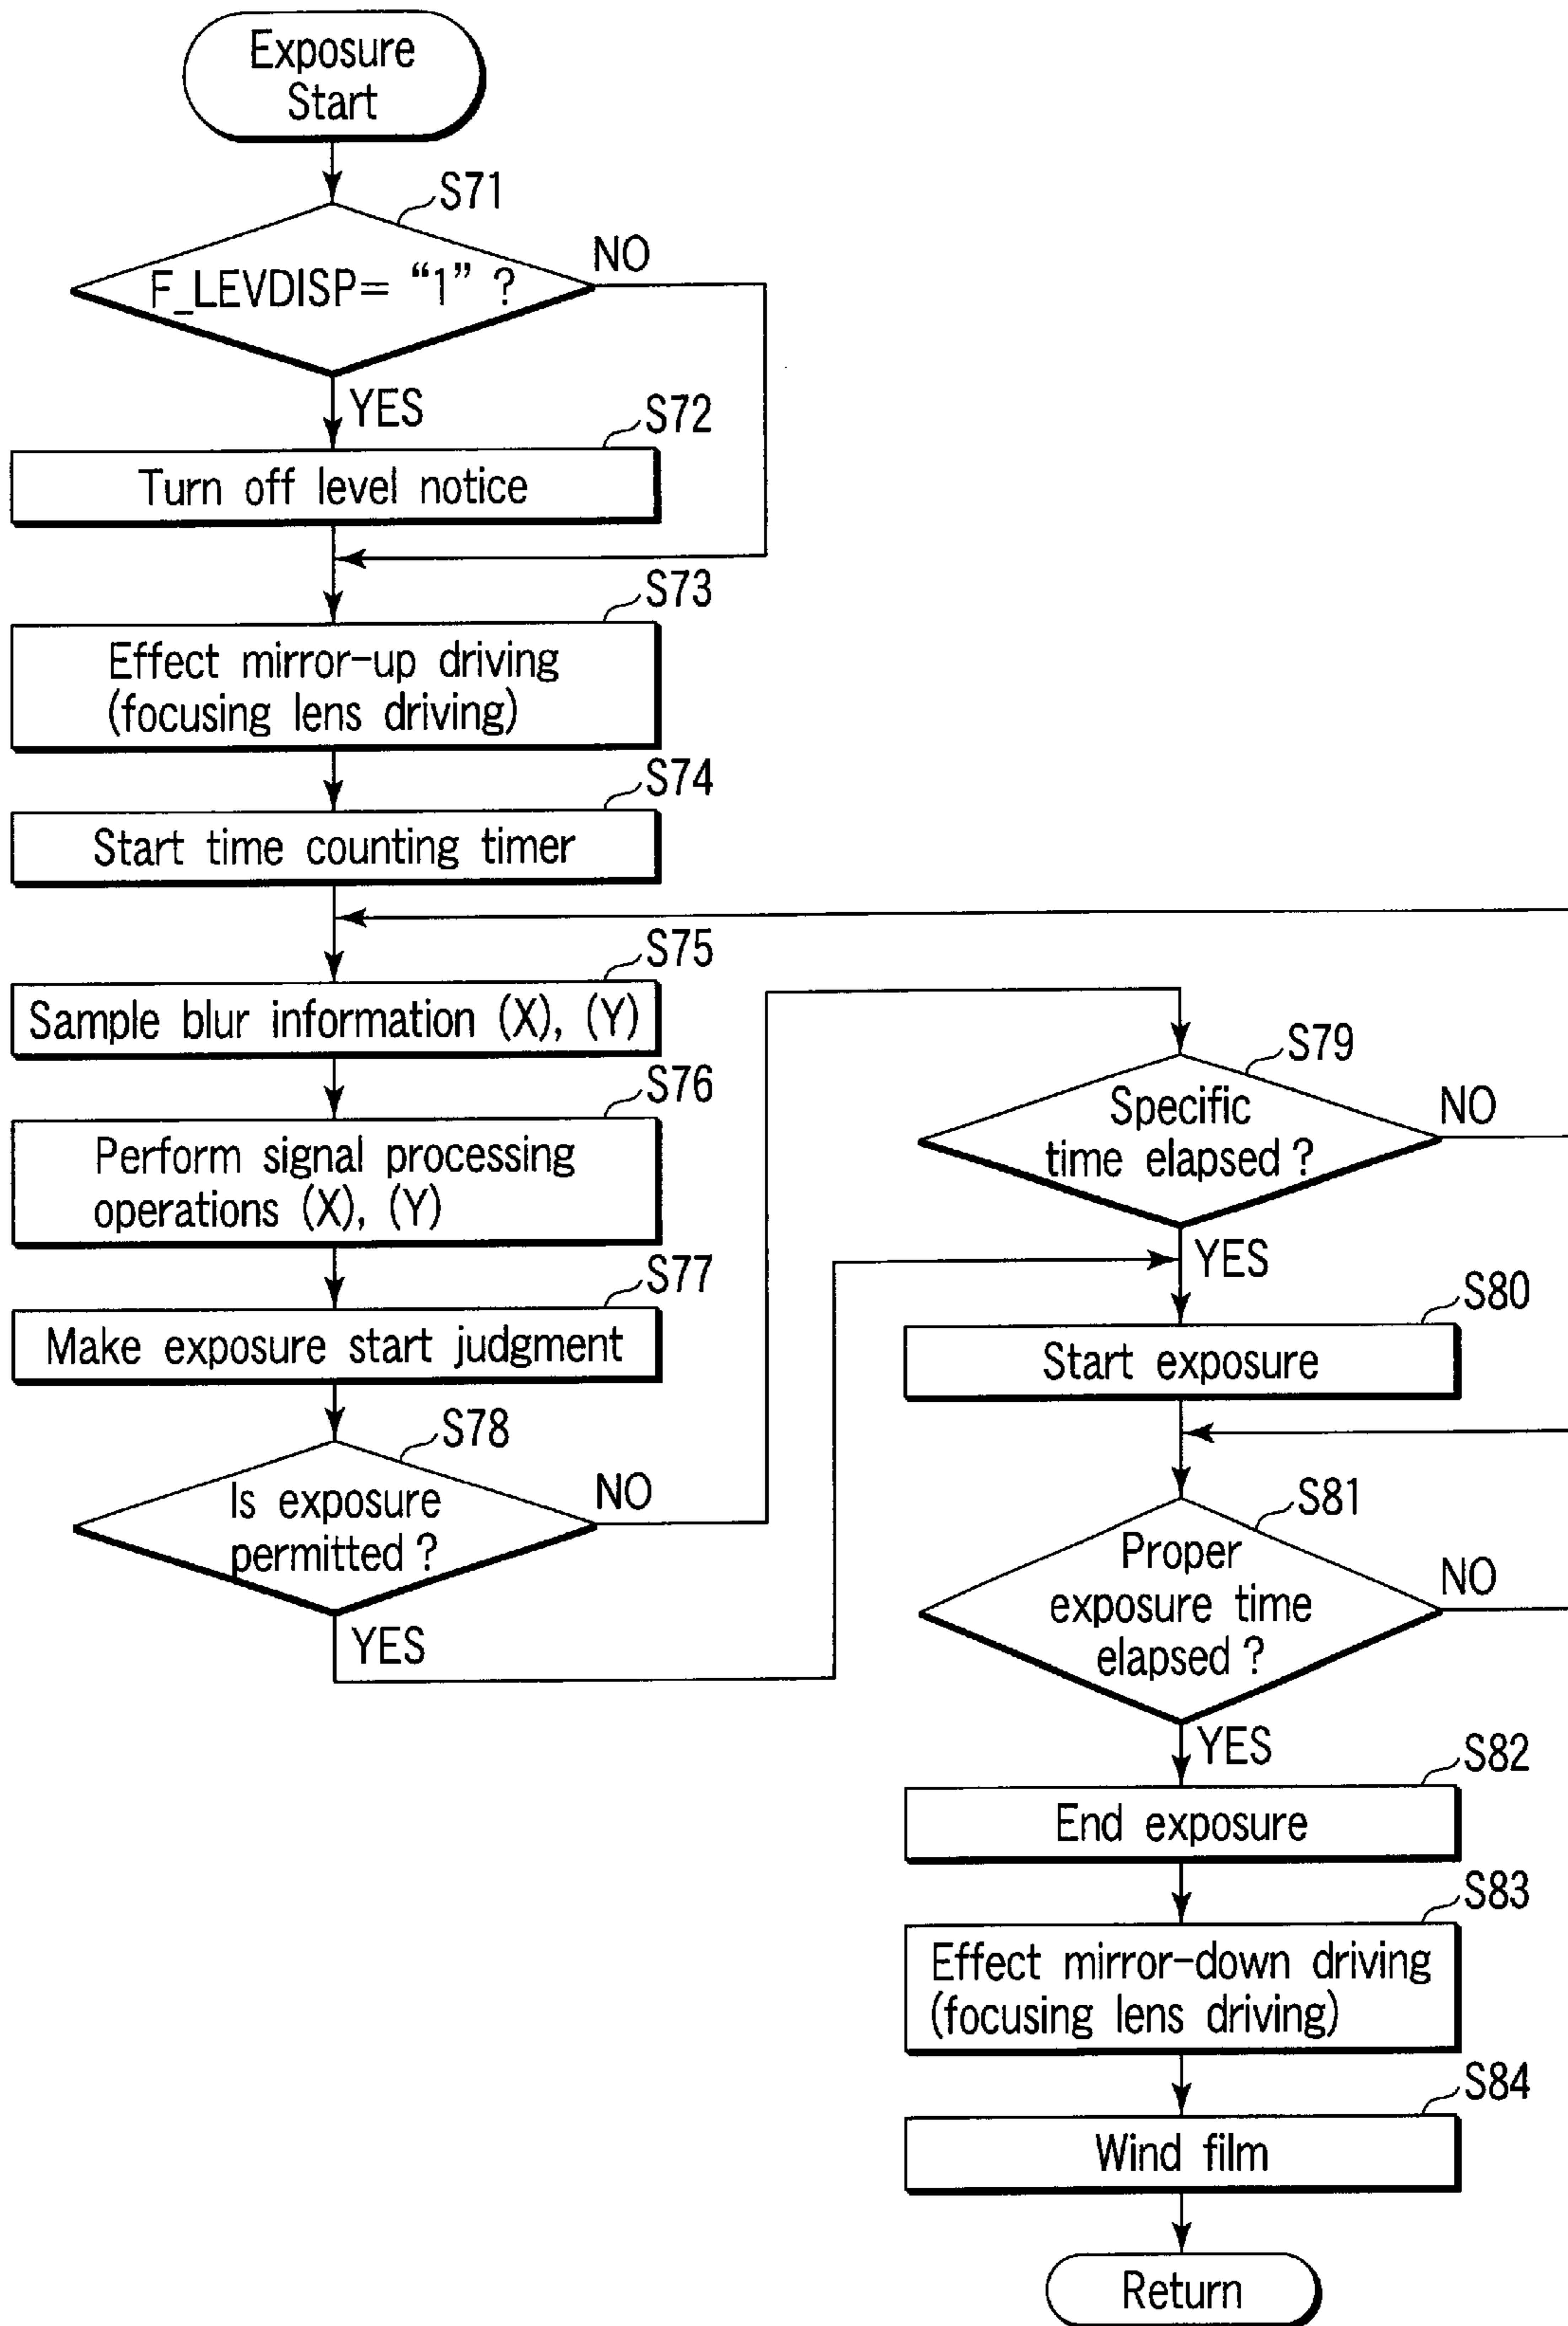 Exposure
Start
S71
F_LEVDISP= “1” ?
NO
YES
S72
Turn off level notice
S73
Effect mirror-up driving
(focusing lens driving)
S74
Start time counting timer
S75
Sample blur information (X), (Y)
S76
Perform signal processing
operations (X), (Y)
S77
Make exposure start judgment
S78
Is exposure
permitted ?
NO
YES
S79
Specific
time elapsed ?
NO
YES
S80
Start exposure
S81
Proper
exposure time
elapsed ?
NO
YES
S82
End exposure
S83
Effect mirror-down driving
(focusing lens driving)
S84
Wind film
Return